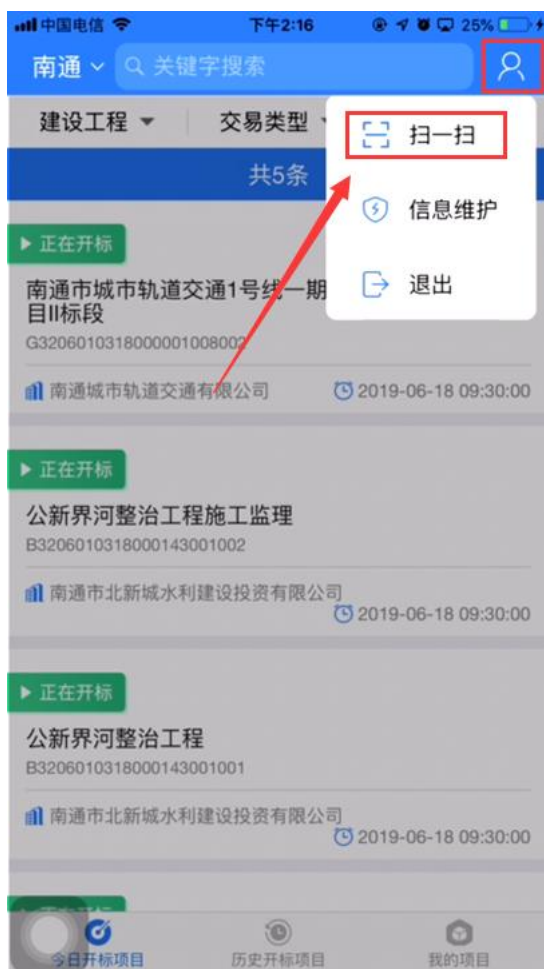 中国电信
下午2:16
25%
南通
关键字搜索
建设工程
交易类型
扫一扫
共5条
信息维护
正在开标
退出
南通市城市轨道交通1号线一期
目II标段
G3206010318000001008002
南通城市轨道交通有限公司
2019-06-18 09:30:00
正在开标
公新界河整治工程施工监理
B3206010318000143001002
南通市北新城水利建设投资有限公司
2019-06-18 09:30:00
正在开标
公新界河整治工程
B3206010318000143001001
南通市北新城水利建设投资有限公司
2019-06-18 09:30:00
今日开标项目
历史开标项目
我的项目